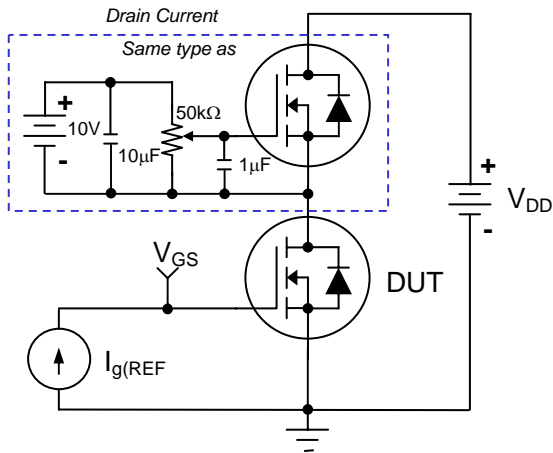 Drain Current
Same type as
+
10V
-
10μF
50kΩ
1μF
+
V_DD
-
V_GS
DUT
I_g(REF